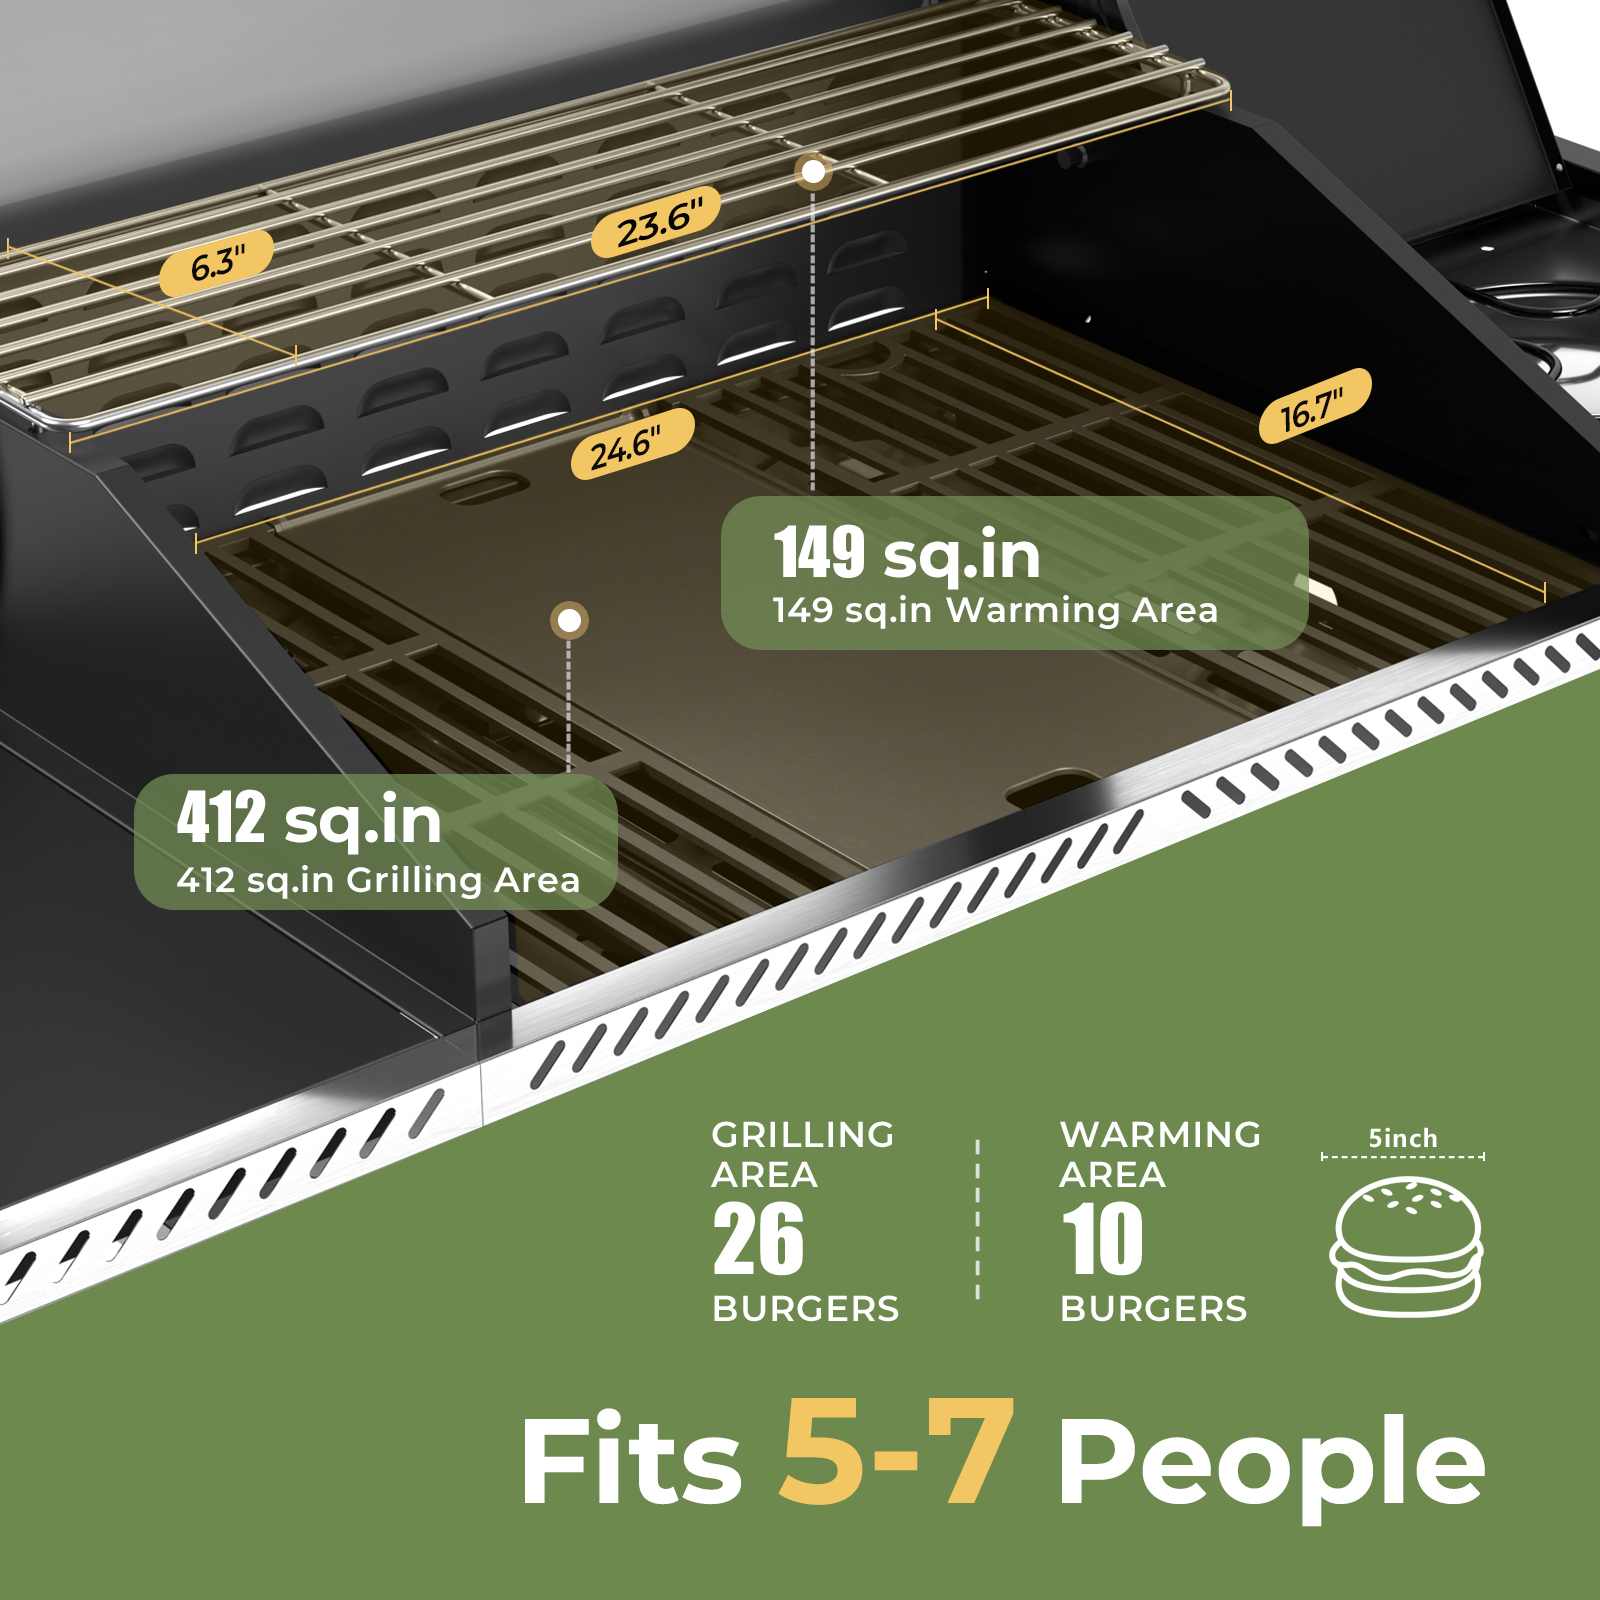 23.6"
6.3"
16.7"
24.6"
149 sq.in
149 sq.in Warming Area
412 sq.in
412 sq.in Grilling Area
GRILLING
AREA
26
BURGERS
WARMING
AREA
10
BURGERS
5inch
Fits 5-7 People